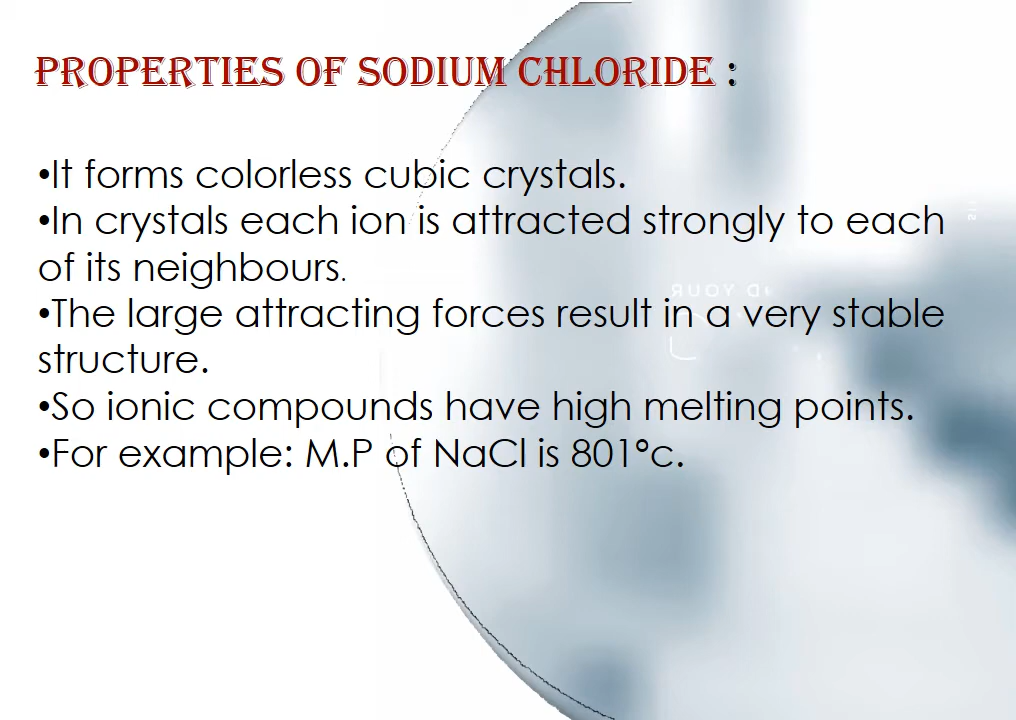 PROPERTIES OF SODIUM CHLORIDE :
•It forms colorless cubic crystals.
•In crystals each ion is attracted strongly to each
of its neighbours.
•The large attracting forces result in a very stable
structure.
•So ionic compounds have high melting points.
•For example: M.P of NaCl is 801°c.